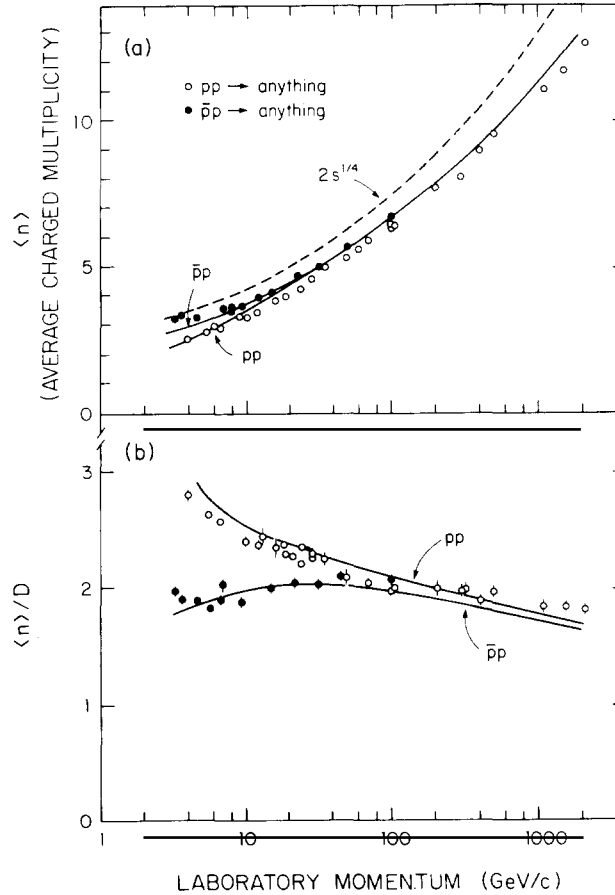 (a)
○ pp → anything
● p̄p → anything
2s^1/4
p̄p
pp
10
5
0
⟨n⟩
(AVERAGE CHARGED MULTIPLICITY)
(b)
3
2
1
0
pp
p̄p
⟨n⟩/D
1
10
100
1000
LABORATORY MOMENTUM (GeV/c)